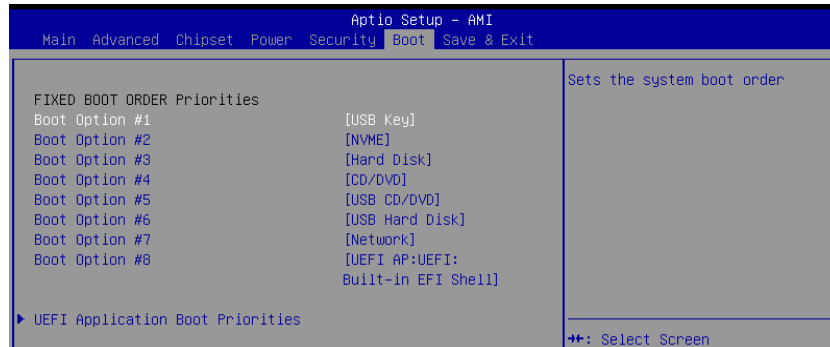 Aptio Setup - AMI
Main Advanced Chipset Power Security Boot Save & Exit
Sets the system boot order
FIXED BOOT ORDER Priorities
Boot Option #1 [USB Key]
Boot Option #2 [NVME]
Boot Option #3 [Hard Disk]
Boot Option #4 [CD/DVD]
Boot Option #5 [USB CD/DVD]
Boot Option #6 [USB Hard Disk]
Boot Option #7 [Network]
Boot Option #8 [UEFI AP:UEFI:
Built-in EFI Shell]
UEFI Application Boot Priorities
→←: Select Screen